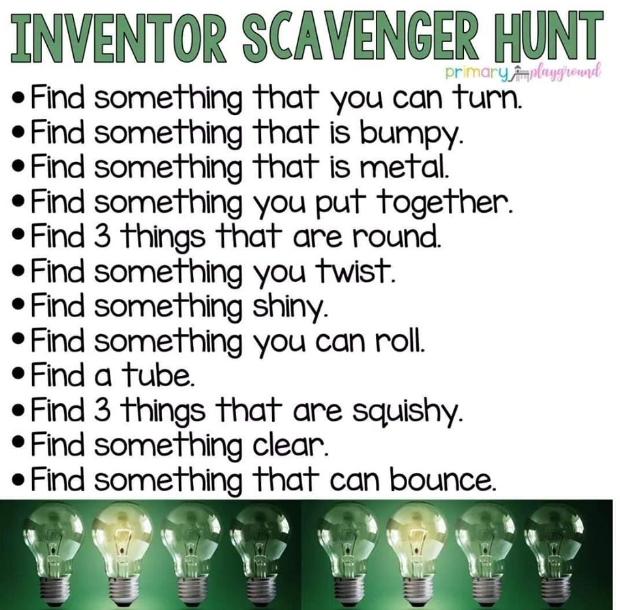 INVENTOR SCAVENGER HUNT
primary playground
• Find something that you can turn.
• Find something that is bumpy.
• Find something that is metal.
• Find something you put together.
• Find 3 things that are round.
• Find something you twist.
• Find something shiny.
• Find something you can roll.
• Find a tube.
• Find 3 things that are squishy.
• Find something clear.
• Find something that can bounce.